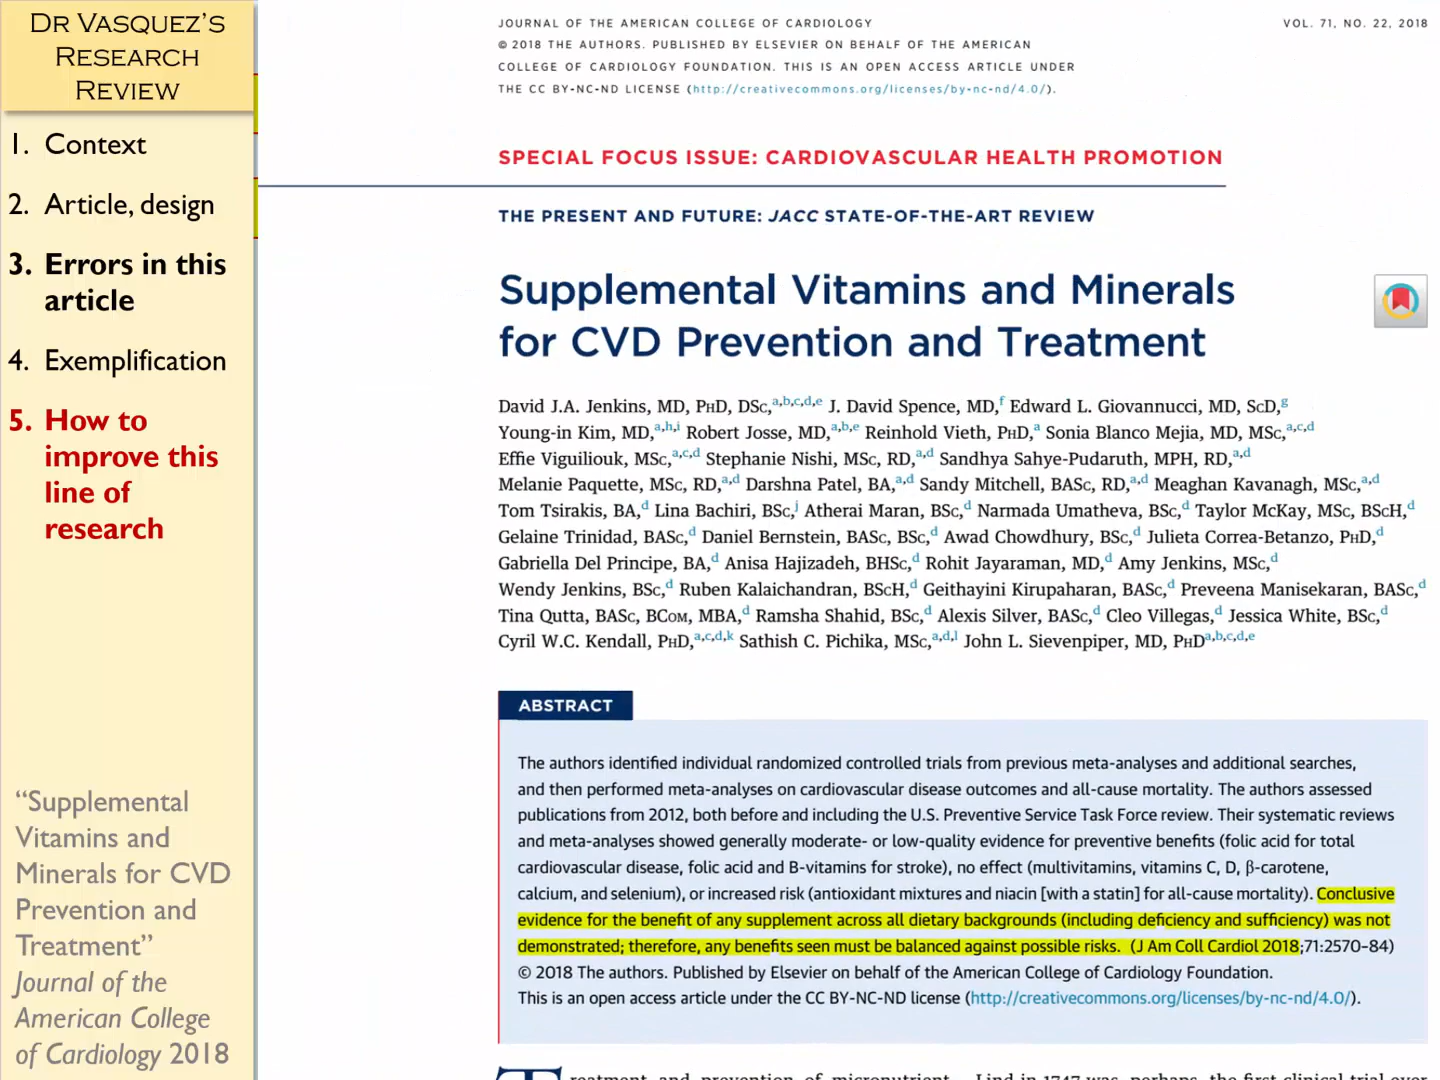 DR VASQUEZ'S
RESEARCH
REVIEW
1. Context
2. Article, design
3. Errors in this
article
4. Exemplification
5. How to
improve this
line of
research
“Supplemental
Vitamins and
Minerals for CVD
Prevention and
Treatment”
Journal of the
American College
of Cardiology 2018
JOURNAL OF THE AMERICAN COLLEGE OF CARDIOLOGY
VOL. 71, NO. 22, 2018
© 2018 THE AUTHORS. PUBLISHED BY ELSEVIER ON BEHALF OF THE AMERICAN
COLLEGE OF CARDIOLOGY FOUNDATION. THIS IS AN OPEN ACCESS ARTICLE UNDER
THE CC BY-NC-ND LICENSE (http://creativecommons.org/licenses/by-nc-nd/4.0/).
SPECIAL FOCUS ISSUE: CARDIOVASCULAR HEALTH PROMOTION
THE PRESENT AND FUTURE: JACC STATE-OF-THE-ART REVIEW
Supplemental Vitamins and Minerals
for CVD Prevention and Treatment
David J.A. Jenkins, MD, PHD, DSC,a,b,c,d,e J. David Spence, MD,f Edward L. Giovannucci, MD, SCD,g
Young-in Kim, MD,a,h,i Robert Josse, MD,a,b,e Reinhold Vieth, PHD,a Sonia Blanco Mejia, MD, MSC,a,c,d
Effie Viguiliouk, MSC,a,c,d Stephanie Nishi, MSC, RD,a,d Sandhya Sahye-Pudaruth, MPH, RD,a,d
Melanie Paquette, MSC, RD,a,d Darshna Patel, BA,a,d Sandy Mitchell, BASC, RD,a,d Meaghan Kavanagh, MSC,a,d
Tom Tsirakis, BA,d Lina Bachiri, BSC,j Atherai Maran, BSC,d Narmada Umatheva, BSC,d Taylor McKay, MSC, BSCH,d
Gelaine Trinidad, BASC,d Daniel Bernstein, BASC, BSC,d Awad Chowdhury, BSC,d Julieta Correa-Betanzo, PHD,d
Gabriella Del Principe, BA,d Anisa Hajizadeh, BHSC,d Rohit Jayaraman, MD,d Amy Jenkins, MSC,d
Wendy Jenkins, BSC,d Ruben Kalaichandran, BSCH,d Geithayini Kirupaharan, BASC,d Preveena Manisekaran, BASC,d
Tina Qutta, BASC, BCOM, MBA,d Ramsha Shahid, BSC,d Alexis Silver, BASC,d Cleo Villegas,d Jessica White, BSC,d
Cyril W.C. Kendall, PHD,a,c,d,k Sathish C. Pichika, MSC,a,d,l John L. Sievenpiper, MD, PHDa,b,c,d,e
ABSTRACT
The authors identified individual randomized controlled trials from previous meta-analyses and additional searches,
and then performed meta-analyses on cardiovascular disease outcomes and all-cause mortality. The authors assessed
publications from 2012, both before and including the U.S. Preventive Service Task Force review. Their systematic reviews
and meta-analyses showed generally moderate- or low-quality evidence for preventive benefits (folic acid for total
cardiovascular disease, folic acid and B-vitamins for stroke), no effect (multivitamins, vitamins C, D, β-carotene,
calcium, and selenium), or increased risk (antioxidant mixtures and niacin [with a statin] for all-cause mortality). Conclusive
evidence for the benefit of any supplement across all dietary backgrounds (including deficiency and sufficiency) was not
demonstrated; therefore, any benefits seen must be balanced against possible risks. (J Am Coll Cardiol 2018;71:2570–84)
© 2018 The authors. Published by Elsevier on behalf of the American College of Cardiology Foundation.
This is an open access article under the CC BY-NC-ND license (http://creativecommons.org/licenses/by-nc-nd/4.0/).
Treatment and prevention of micronutrient
Lind in 1747 was, perhaps, the first clinical trial ever